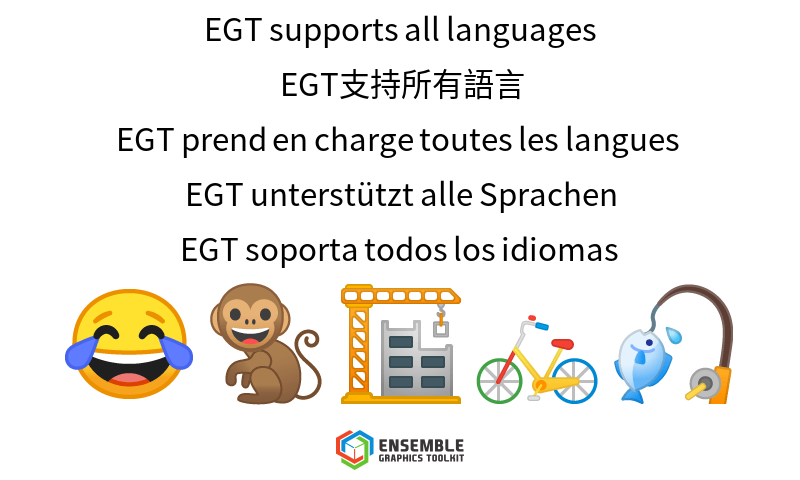 EGT supports all languages
EGT支持所有語言
EGT prend en charge toutes les langues
EGT unterstützt alle Sprachen
EGT soporta todos los idiomas
ENSEMBLE
GRAPHICS TOOLKIT